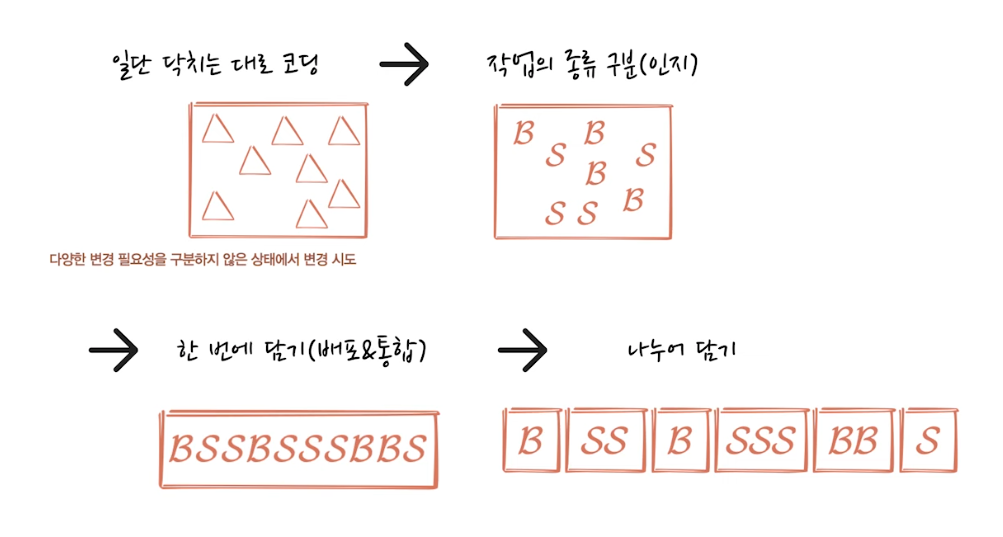 일단 닥치는 대로 코딩 → 작업의 종류 구분(인지)
B B
S S
B
B
S S
다양한 변경 필요성을 구분하지 않은 상태에서 변경 시도
→ 한 번에 담기(배포&통합) → 나누어 담기
BSSBSSSBBS
B SS B SSS BB S